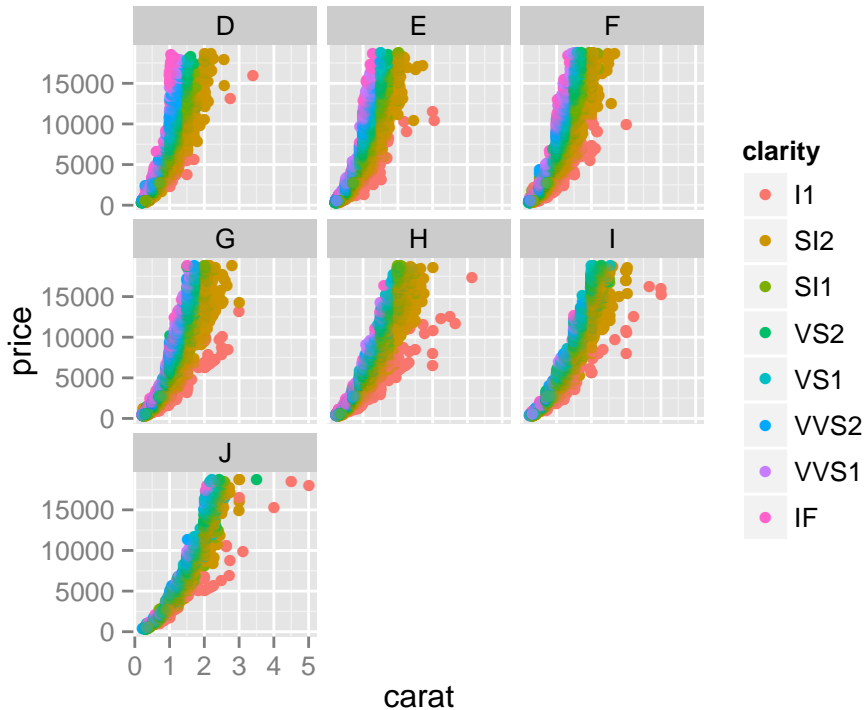 D E F
15000
10000
5000
0
G H I
15000
10000
5000
0
J
15000
10000
5000
0
0 1 2 3 4 5
price
carat
clarity
I1
SI2
SI1
VS2
VS1
VVS2
VVS1
IF